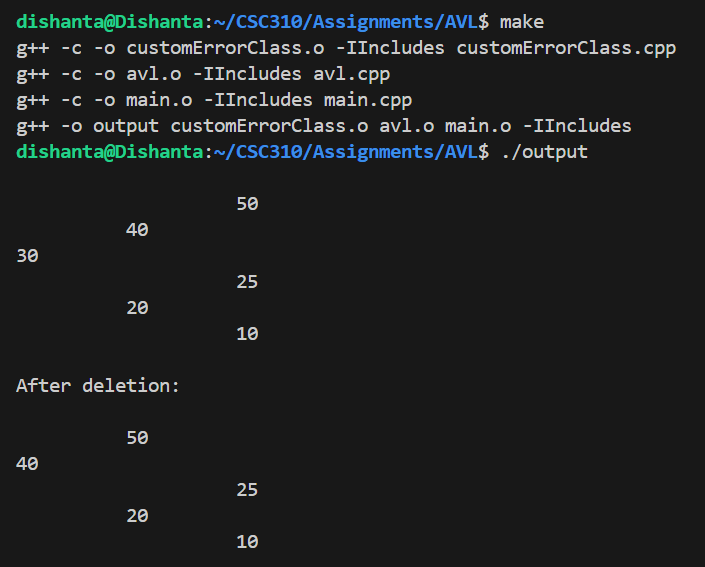 dishanta@Dishanta:~/CSC310/Assignments/AVL$ make
g++ -c -o customErrorClass.o -IIncludes customErrorClass.cpp
g++ -c -o avl.o -IIncludes avl.cpp
g++ -c -o main.o -IIncludes main.cpp
g++ -o output customErrorClass.o avl.o main.o -IIncludes
dishanta@Dishanta:~/CSC310/Assignments/AVL$ ./output
50
40
30
25
20
10
After deletion:
50
40
25
20
10